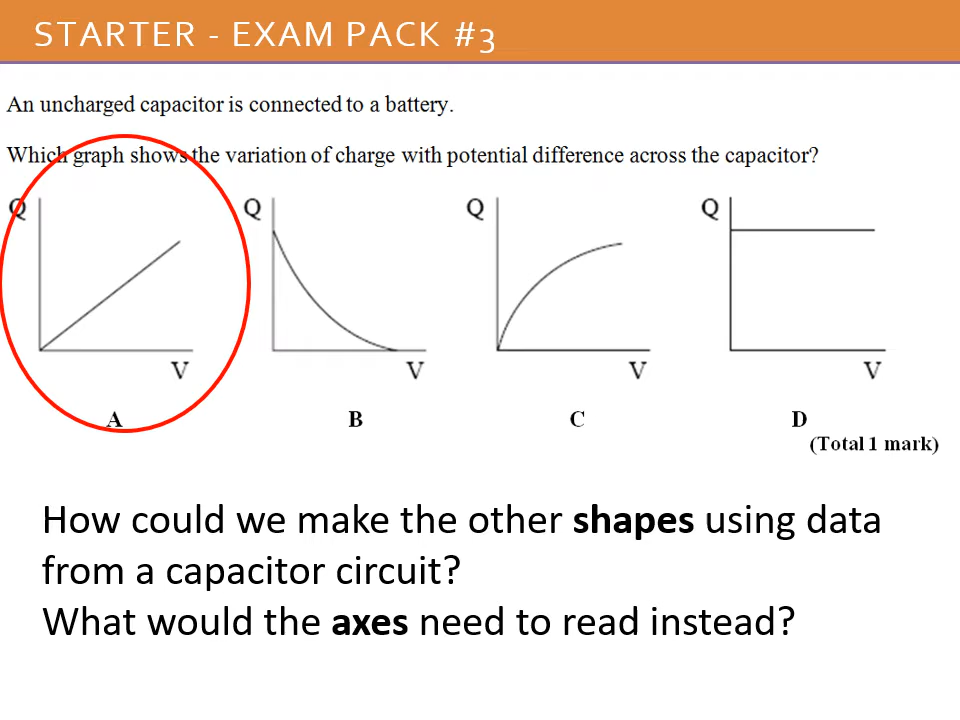 STARTER - EXAM PACK #3
An uncharged capacitor is connected to a battery.
Which graph shows the variation of charge with potential difference across the capacitor?
Q Q Q Q
V V V V
A B C D
(Total 1 mark)
How could we make the other shapes using data
from a capacitor circuit?
What would the axes need to read instead?